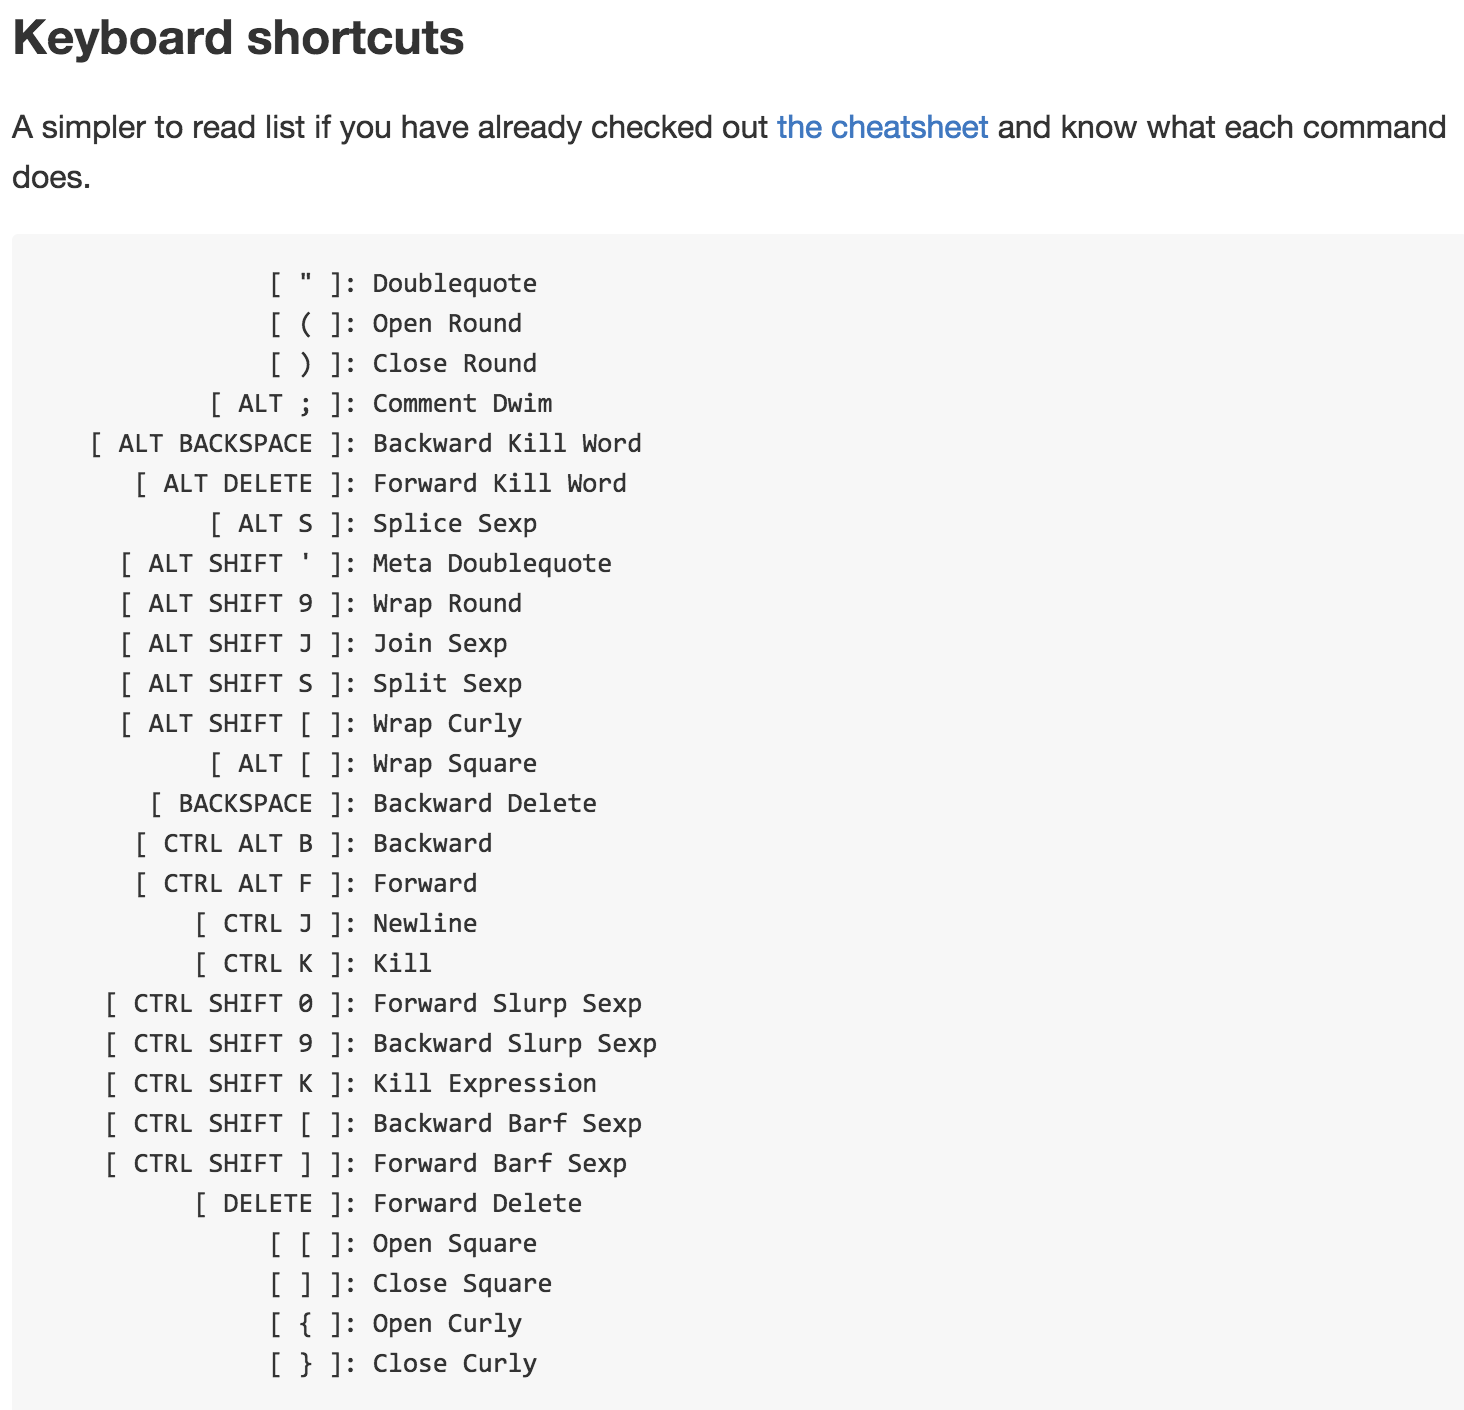 Keyboard shortcuts
A simpler to read list if you have already checked out the cheatsheet and know what each command
does.
[ " ]: Doublequote
[ ( ]: Open Round
[ ) ]: Close Round
[ ALT ; ]: Comment Dwim
[ ALT BACKSPACE ]: Backward Kill Word
[ ALT DELETE ]: Forward Kill Word
[ ALT S ]: Splice Sexp
[ ALT SHIFT ' ]: Meta Doublequote
[ ALT SHIFT 9 ]: Wrap Round
[ ALT SHIFT J ]: Join Sexp
[ ALT SHIFT S ]: Split Sexp
[ ALT SHIFT [ ]: Wrap Curly
[ ALT [ ]: Wrap Square
[ BACKSPACE ]: Backward Delete
[ CTRL ALT B ]: Backward
[ CTRL ALT F ]: Forward
[ CTRL J ]: Newline
[ CTRL K ]: Kill
[ CTRL SHIFT 0 ]: Forward Slurp Sexp
[ CTRL SHIFT 9 ]: Backward Slurp Sexp
[ CTRL SHIFT K ]: Kill Expression
[ CTRL SHIFT [ ]: Backward Barf Sexp
[ CTRL SHIFT ] ]: Forward Barf Sexp
[ DELETE ]: Forward Delete
[ [ ]: Open Square
[ ] ]: Close Square
[ { ]: Open Curly
[ } ]: Close Curly